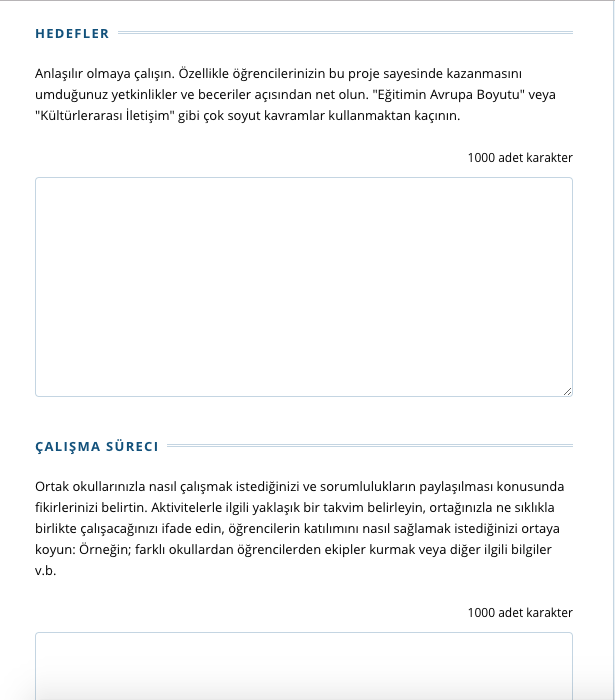 HEDEFLER
Anlaşılır olmaya çalışın. Özellikle öğrencilerinizin bu proje sayesinde kazanmasını
umduğunuz yetkinlikler ve beceriler açısından net olun. "Eğitimin Avrupa Boyutu" veya
"Kültürlerarası İletişim" gibi çok soyut kavramlar kullanmaktan kaçının.
1000 adet karakter
ÇALIŞMA SÜRECI
Ortak okullarınızla nasıl çalışmak istediğinizi ve sorumlulukların paylaşılması konusunda
fikirlerinizi belirtin. Aktivitelerle ilgili yaklaşık bir takvim belirleyin, ortağınızla ne sıklıkla
birlikte çalışacağınızı ifade edin, öğrencilerin katılımını nasıl sağlamak istediğinizi ortaya
koyun: Örneğin; farklı okullardan öğrencilerden ekipler kurmak veya diğer ilgili bilgiler
v.b.
1000 adet karakter